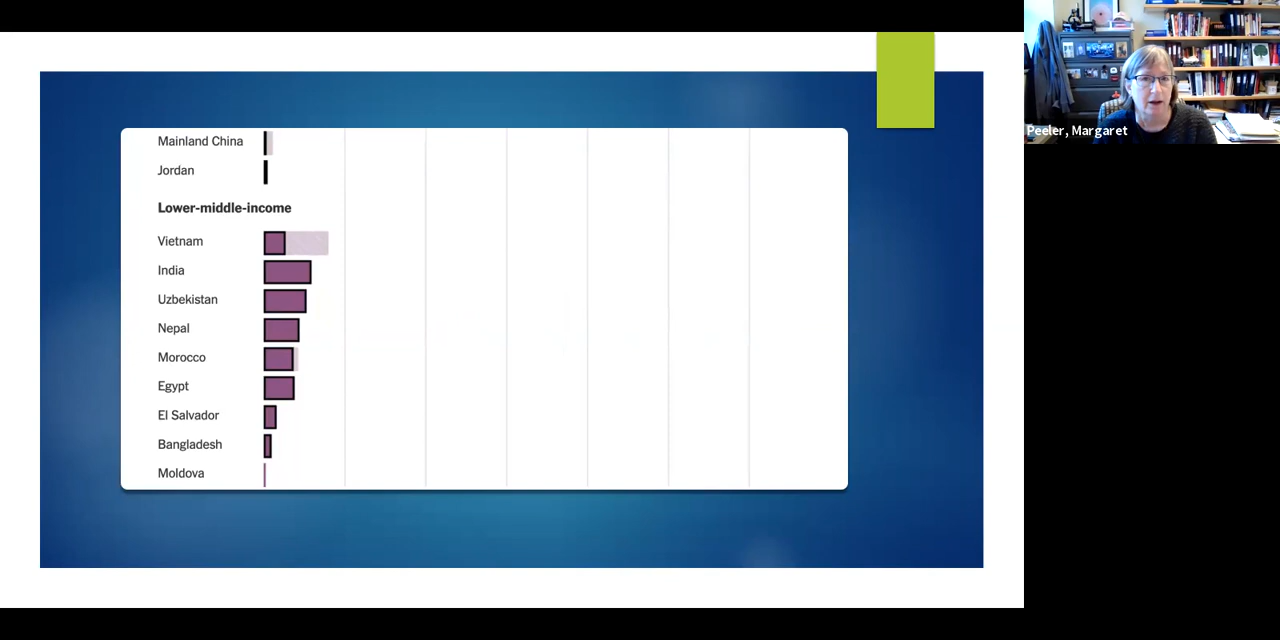 Mainland China
Jordan
Lower-middle-income
Vietnam
India
Uzbekistan
Nepal
Morocco
Egypt
El Salvador
Bangladesh
Moldova
Peeler, Margaret